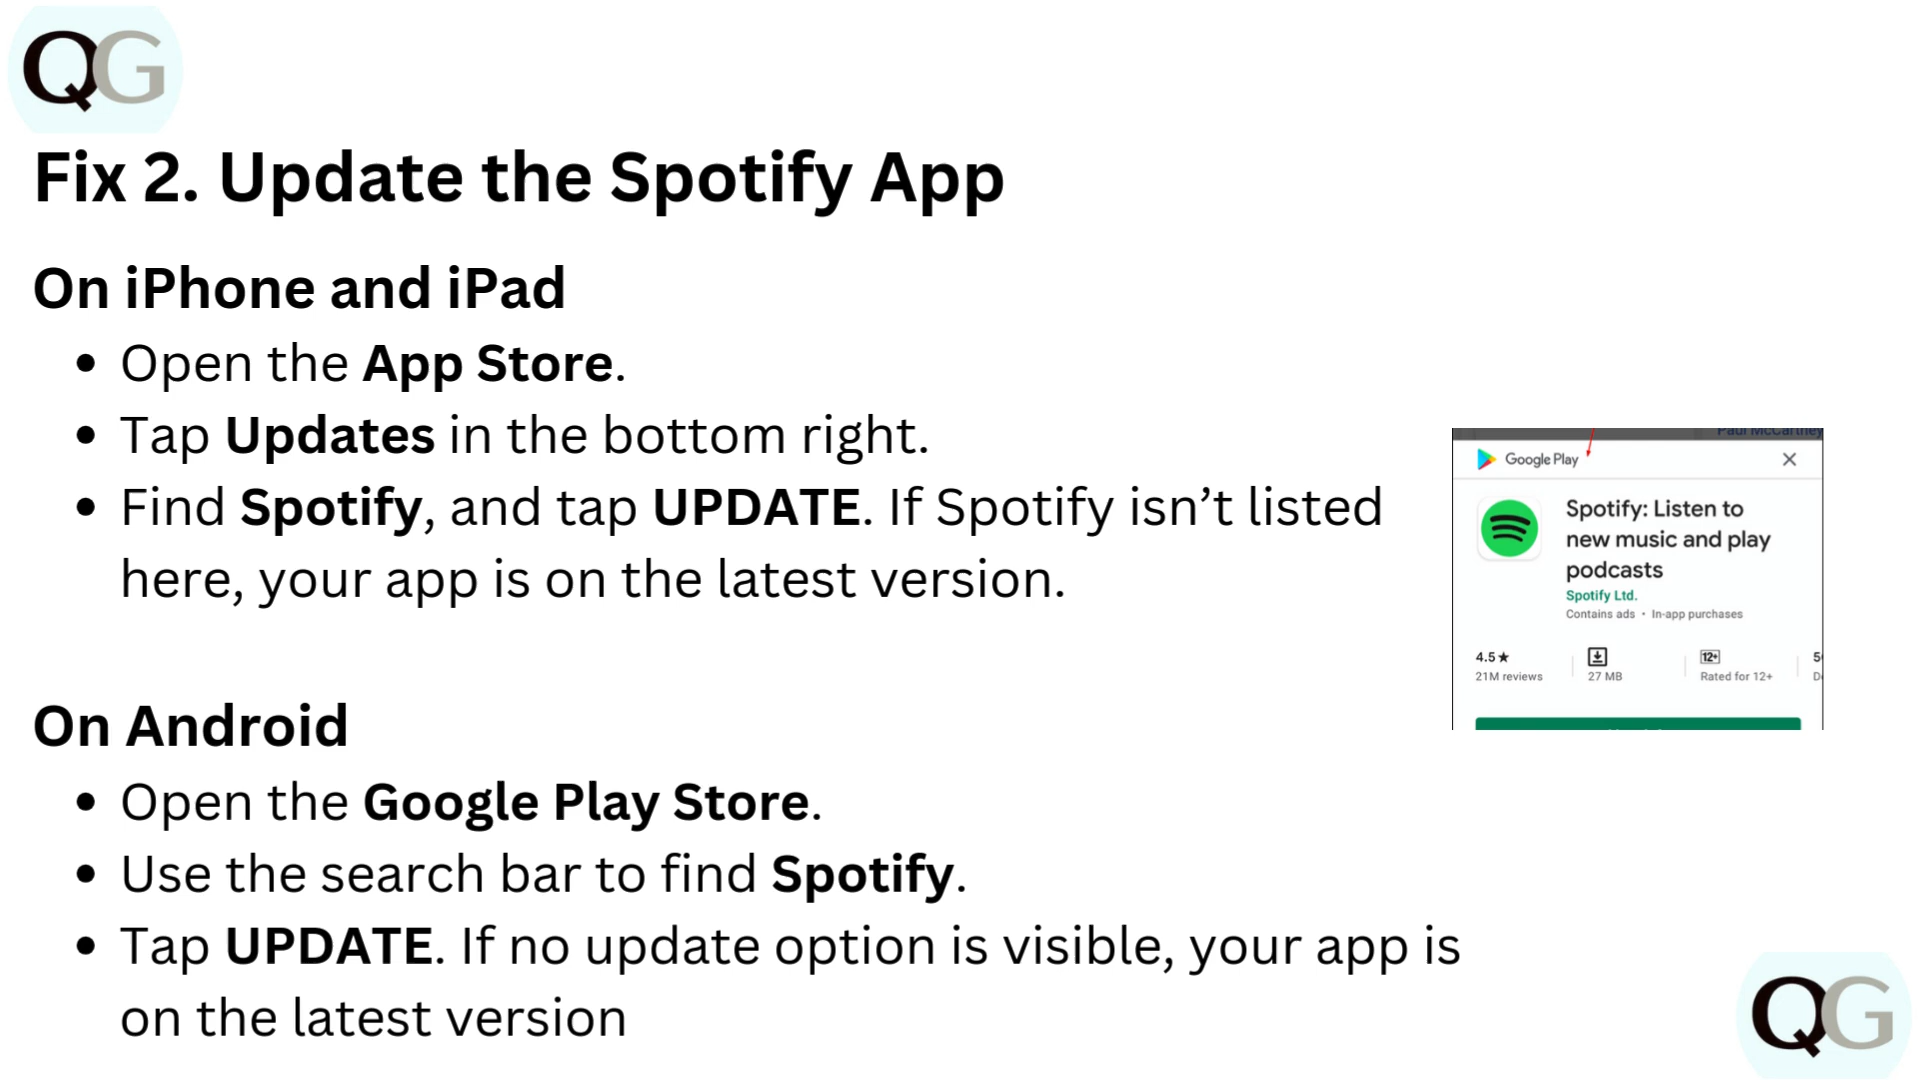 QG
Fix 2. Update the Spotify App
On iPhone and iPad
• Open the App Store.
• Tap Updates in the bottom right.
• Find Spotify, and tap UPDATE. If Spotify isn’t listed
here, your app is on the latest version.
On Android
• Open the Google Play Store.
• Use the search bar to find Spotify.
• Tap UPDATE. If no update option is visible, your app is
on the latest version
Paul McCartney
Google Play
Spotify: Listen to
new music and play
podcasts
Spotify Ltd.
Contains ads • In-app purchases
4.5★ 12+
21M reviews 27 MB Rated for 12+
QG